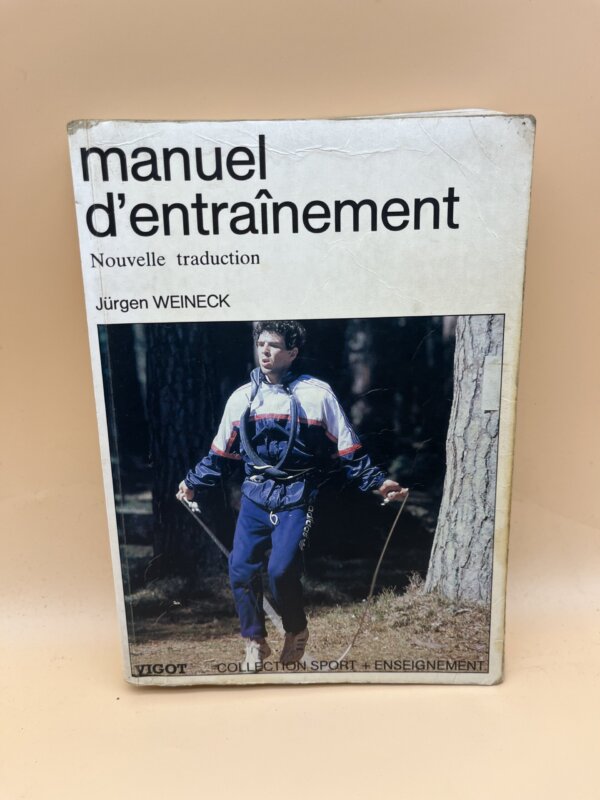 manuel
d'entraînement
Nouvelle traduction
Jürgen WEINECK
VIGOT
COLLECTION SPORT + ENSEIGNEMENT